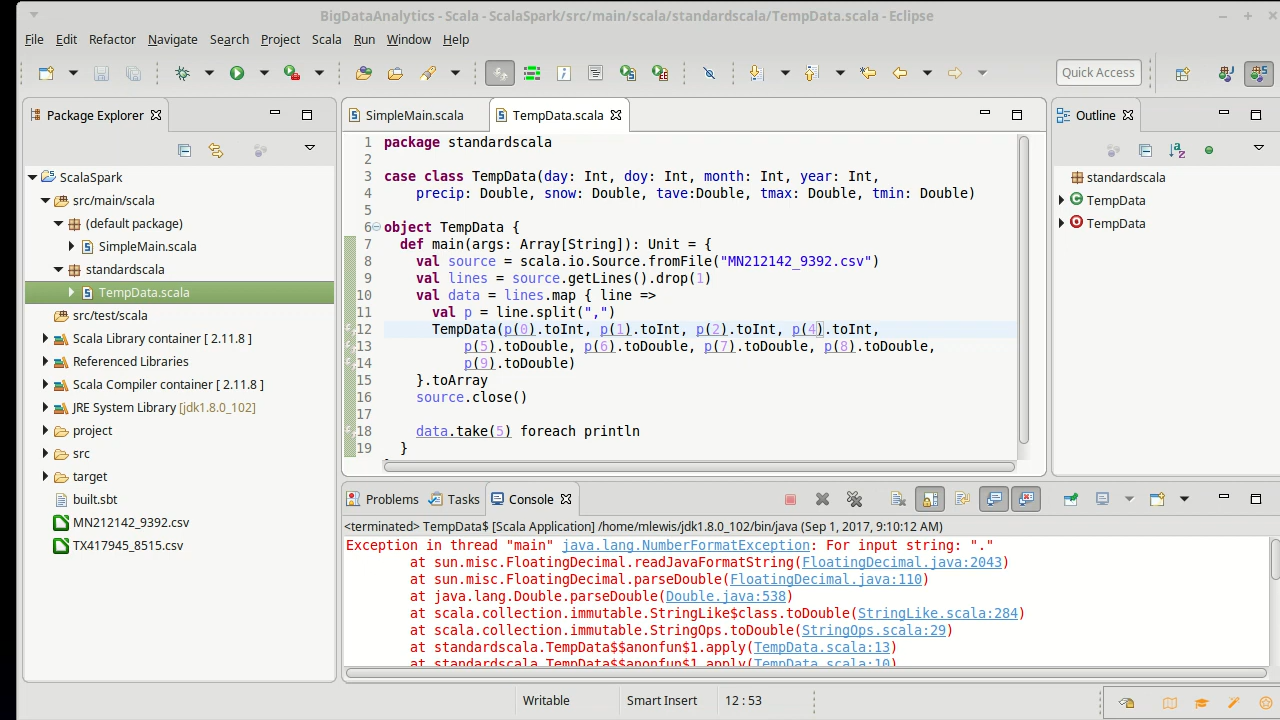 BigDataAnalytics - Scala - ScalaSpark/src/main/scala/standardscala/TempData.scala - Eclipse
File Edit Refactor Navigate Search Project Scala Run Window Help
Quick Access
Package Explorer
ScalaSpark
src/main/scala
(default package)
SimpleMain.scala
standardscala
TempData.scala
src/test/scala
Scala Library container [ 2.11.8 ]
Referenced Libraries
Scala Compiler container [ 2.11.8 ]
JRE System Library [jdk1.8.0_102]
project
src
target
built.sbt
MN212142_9392.csv
TX417945_8515.csv
SimpleMain.scala TempData.scala
1 package standardscala
2
3 case class TempData(day: Int, doy: Int, month: Int, year: Int,
4 precip: Double, snow: Double, tave:Double, tmax: Double, tmin: Double)
5
6 object TempData {
7 def main(args: Array[String]): Unit = {
8 val source = scala.io.Source.fromFile("MN212142_9392.csv")
9 val lines = source.getLines().drop(1)
10 val data = lines.map { line =>
11 val p = line.split(",")
12 TempData(p(0).toInt, p(1).toInt, p(2).toInt, p(4).toInt,
13 p(5).toDouble, p(6).toDouble, p(7).toDouble, p(8).toDouble,
14 p(9).toDouble)
15 }.toArray
16 source.close()
17
18 data.take(5) foreach println
19 }
Outline
standardscala
TempData
TempData
Problems Tasks Console
<terminated> TempData$ [Scala Application] /home/mlewis/jdk1.8.0_102/bin/java (Sep 1, 2017, 9:10:12 AM)
Exception in thread "main" java.lang.NumberFormatException: For input string: "."
at sun.misc.FloatingDecimal.readJavaFormatString(FloatingDecimal.java:2043)
at sun.misc.FloatingDecimal.parseDouble(FloatingDecimal.java:110)
at java.lang.Double.parseDouble(Double.java:538)
at scala.collection.immutable.StringLike$class.toDouble(StringLike.scala:284)
at scala.collection.immutable.StringOps.toDouble(StringOps.scala:29)
at standardscala.TempData$$anonfun$1.apply(TempData.scala:13)
at standardscala.TempData$$anonfun$1.apply(TempData.scala:10)
Writable Smart Insert 12 : 53